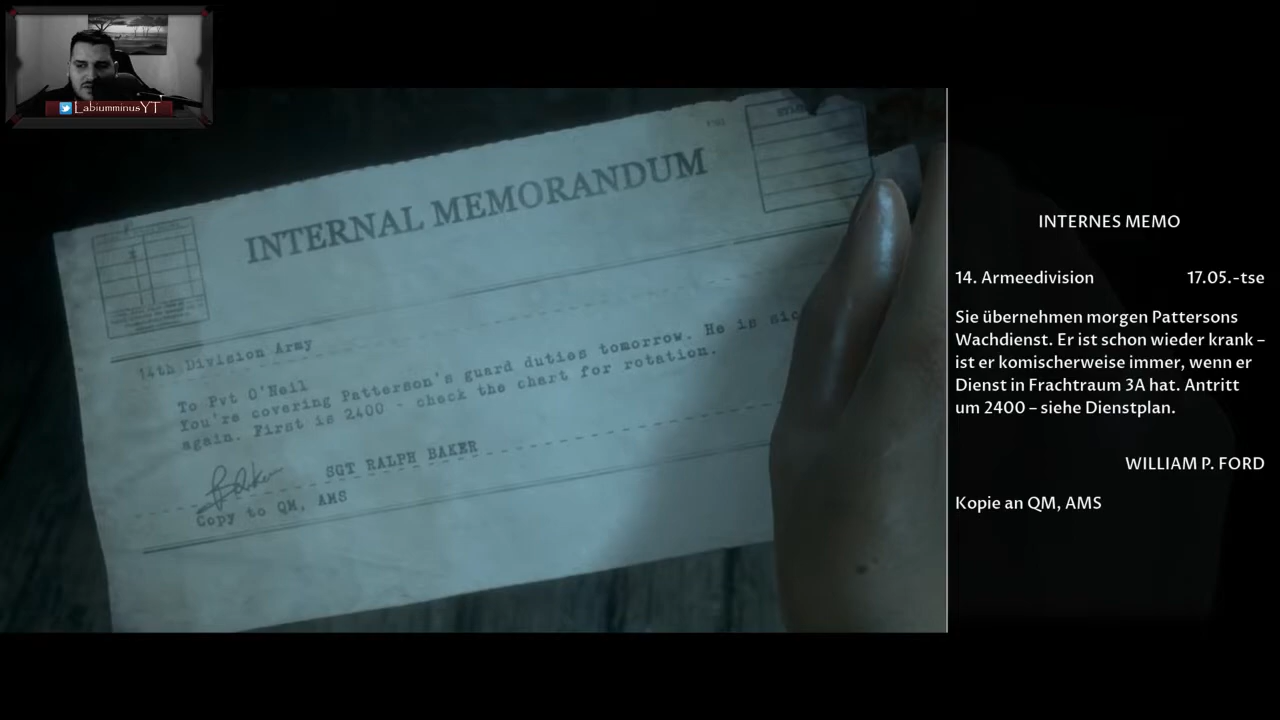 LabiumminusYT
INTERNAL MEMORANDUM
14th Division Army
To Pvt O'Neil
You're covering Patterson's guard duties tomorrow. He is
again. First is 2400 - check the chart for rotation.
SGT RALPH BAKER
Copy to QM, AMS
INTERNES MEMO
14. Armeedivision 17.05.-tse
Sie übernehmen morgen Pattersons
Wachdienst. Er ist schon wieder krank –
ist er komischerweise immer, wenn er
Dienst in Frachtraum 3A hat. Antritt
um 2400 – siehe Dienstplan.
WILLIAM P. FORD
Kopie an QM, AMS